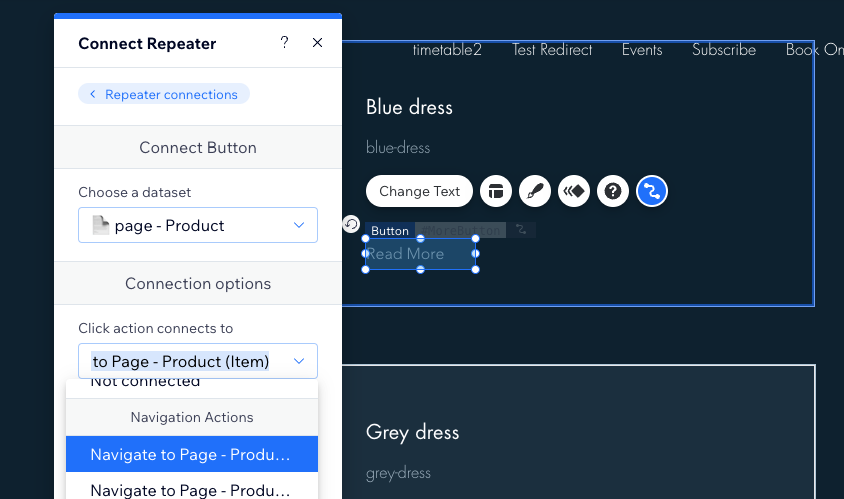 Connect Repeater ?
Repeater connections
Connect Button
Choose a dataset
page - Product
Connection options
Click action connects to
to Page - Product (Item)
Not connected
Navigation Actions
Navigate to Page - Produ...
Navigate to Page - Produ...
timetable2 Test Redirect Events Subscribe Book On
Blue dress
blue-dress
Change Text ?
Button
Read More
Grey dress
grey-dress